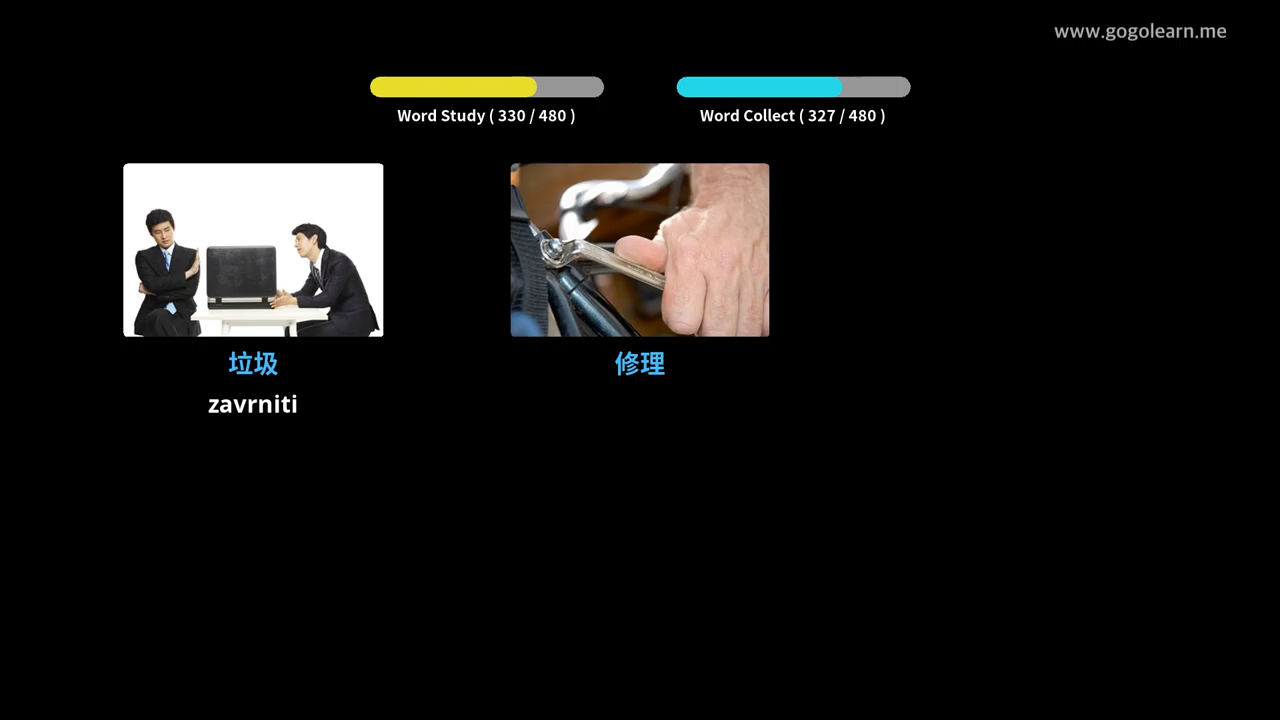 www.gogolearn.me
Word Study ( 330 / 480 )
Word Collect ( 327 / 480 )
垃圾
修理
zavrniti